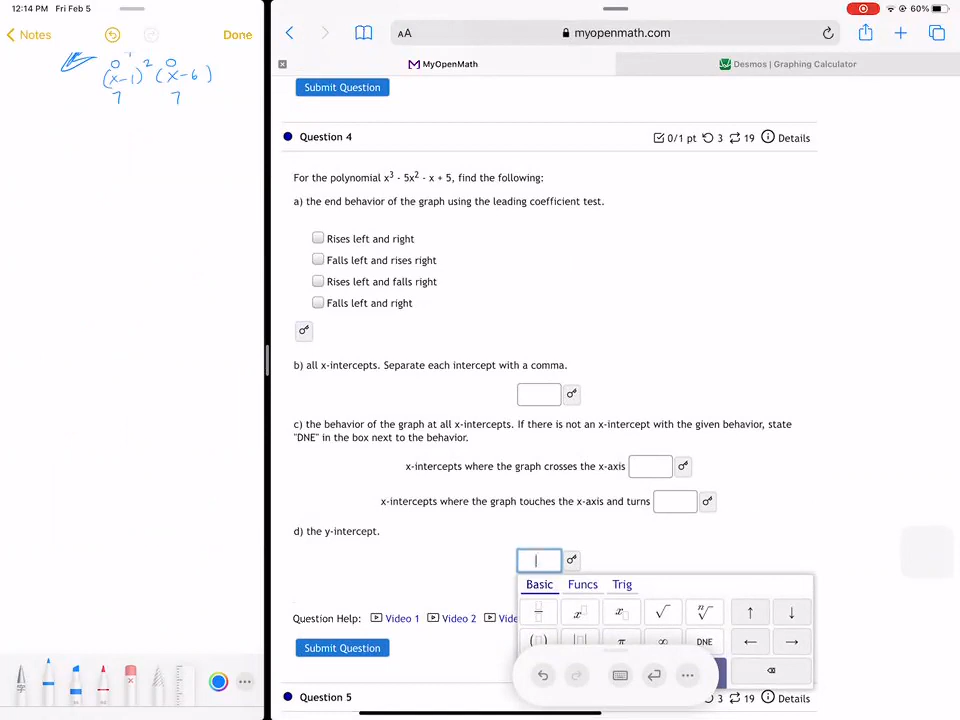 12:14 PM Fri Feb 5
60%
Notes
Done
(x-1)² (x-6)
0 0
7 7
AA
myopenmath.com
MyOpenMath
Desmos | Graphing Calculator
Submit Question
Question 4
0/1 pt 3 19 Details
For the polynomial x³ - 5x² - x + 5, find the following:
a) the end behavior of the graph using the leading coefficient test.
Rises left and right
Falls left and rises right
Rises left and falls right
Falls left and right
b) all x-intercepts. Separate each intercept with a comma.
c) the behavior of the graph at all x-intercepts. If there is not an x-intercept with the given behavior, state
"DNE" in the box next to the behavior.
x-intercepts where the graph crosses the x-axis
x-intercepts where the graph touches the x-axis and turns
d) the y-intercept.
Basic Funcs Trig
Question Help: Video 1 Video 2
DNE
Submit Question
Question 5
3 19 Details